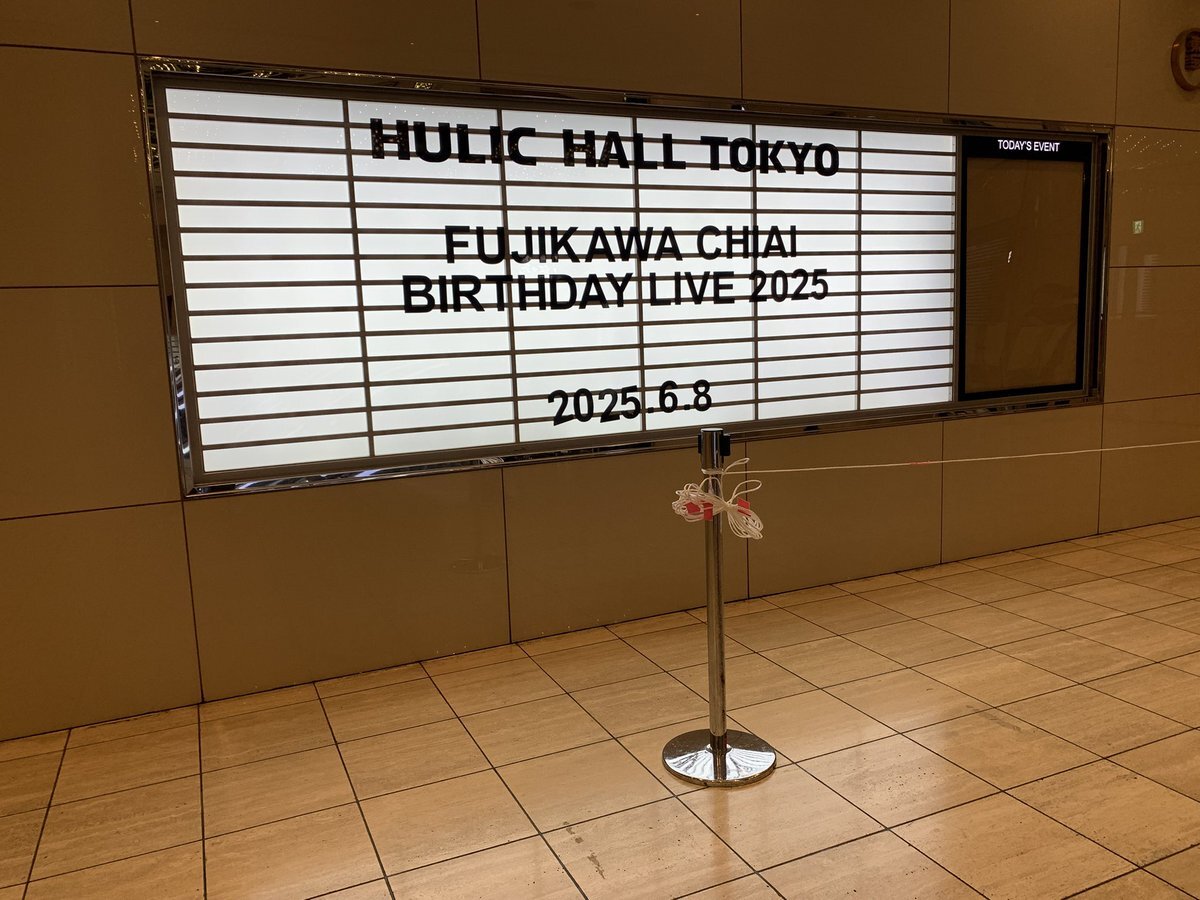 HULIC HALL TOKYO
FUJIKAWA CHIAI
BIRTHDAY LIVE 2025
2025.6.8
TODAY'S EVENT